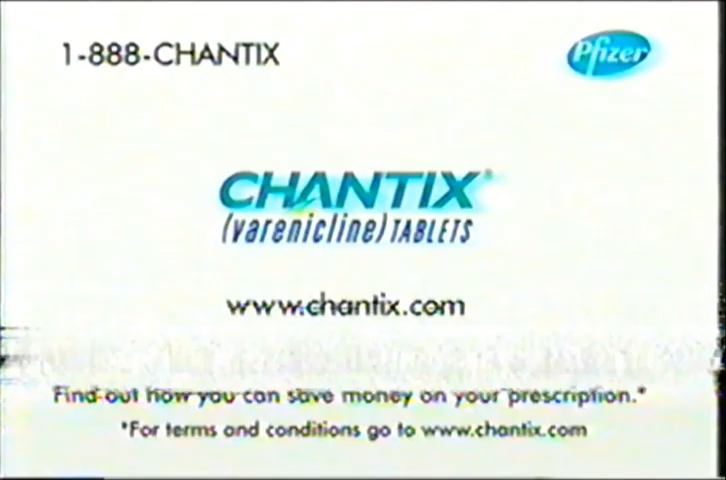 1-888-CHANTIX
Pfizer
CHANTIX®
(varenicline) TABLETS
www.chantix.com
Find out how you can save money on your prescription.*
*For terms and conditions go to www.chantix.com